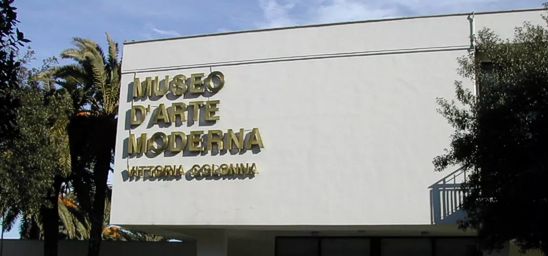 MUSEO
D'ARTE
MODERNA
VITTORIA COLONNA